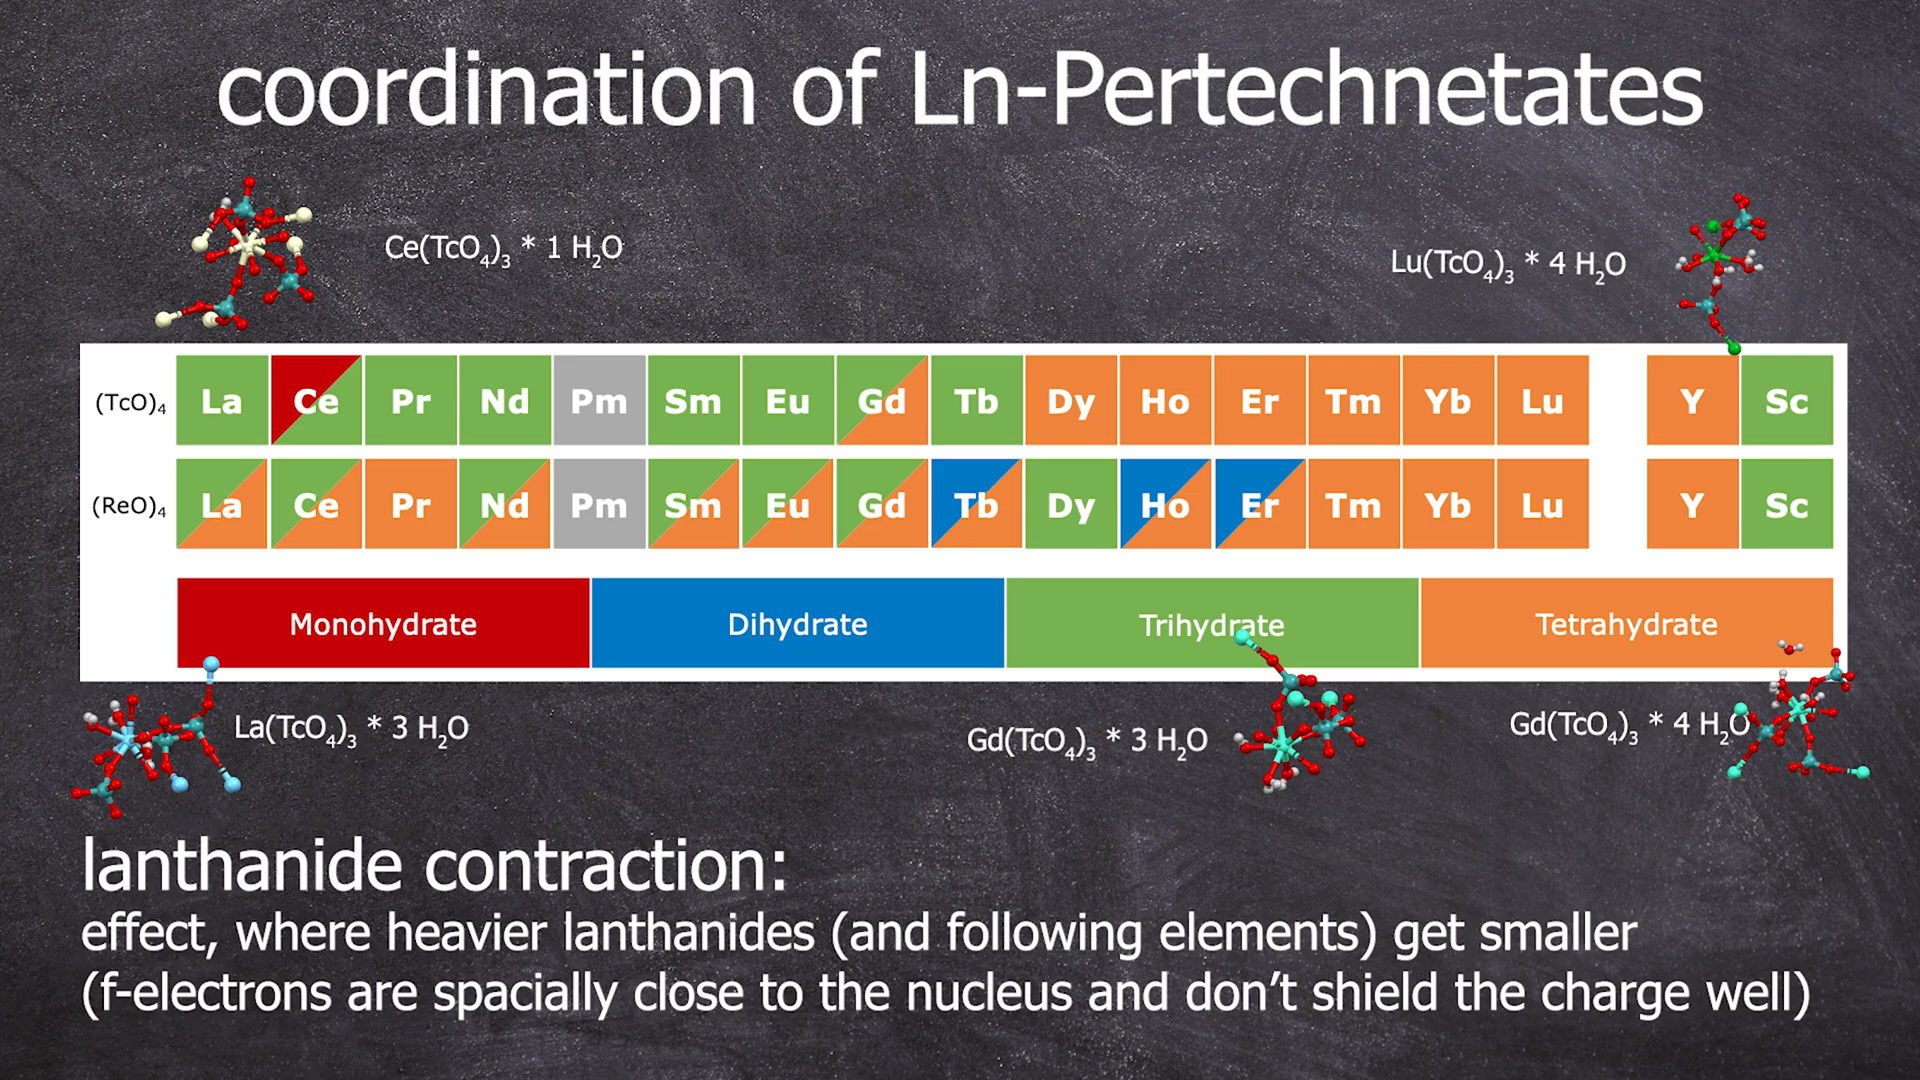 coordination of Ln-Pertechnetates
Ce(TcO₄)₃ * 1 H₂O
Lu(TcO₄)₃ * 4 H₂O
(TcO)₄ La Ce Pr Nd Pm Sm Eu Gd Tb Dy Ho Er Tm Yb Lu Y Sc
(ReO)₄ La Ce Pr Nd Pm Sm Eu Gd Tb Dy Ho Er Tm Yb Lu Y Sc
Monohydrate Dihydrate Trihydrate Tetrahydrate
La(TcO₄)₃ * 3 H₂O
Gd(TcO₄)₃ * 3 H₂O
Gd(TcO₄)₃ * 4 H₂O
lanthanide contraction:
effect, where heavier lanthanides (and following elements) get smaller
(f-electrons are spacially close to the nucleus and don't shield the charge well)